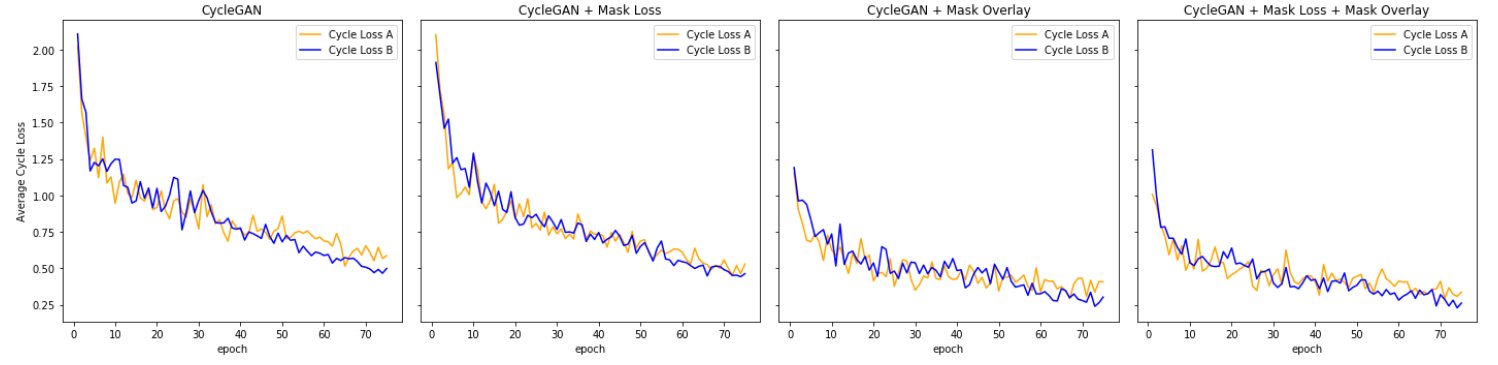 CycleGAN
CycleGAN + Mask Loss
CycleGAN + Mask Overlay
CycleGAN + Mask Loss + Mask Overlay
Cycle Loss A
Cycle Loss B
Cycle Loss A
Cycle Loss B
Cycle Loss A
Cycle Loss B
Cycle Loss A
Cycle Loss B
Average Cycle Loss
2.00
1.75
1.50
1.25
1.00
0.75
0.50
0.25
0 10 20 30 40 50 60 70
0 10 20 30 40 50 60 70
0 10 20 30 40 50 60 70
0 10 20 30 40 50 60 70
epoch
epoch
epoch
epoch